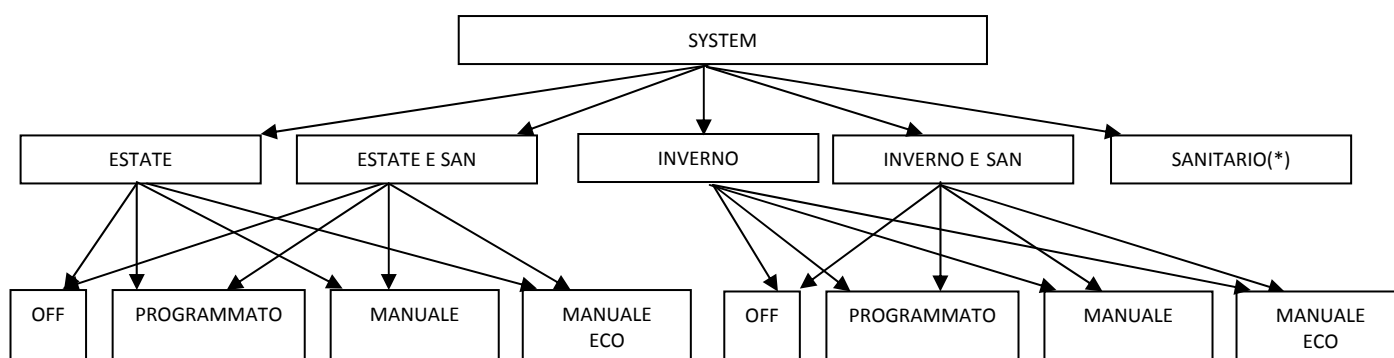 SYSTEM
ESTATE
ESTATE E SAN
INVERNO
INVERNO E SAN
SANITARIO(*)
OFF
PROGRAMMATO
MANUALE
MANUALE
ECO
OFF
PROGRAMMATO
MANUALE
MANUALE
ECO